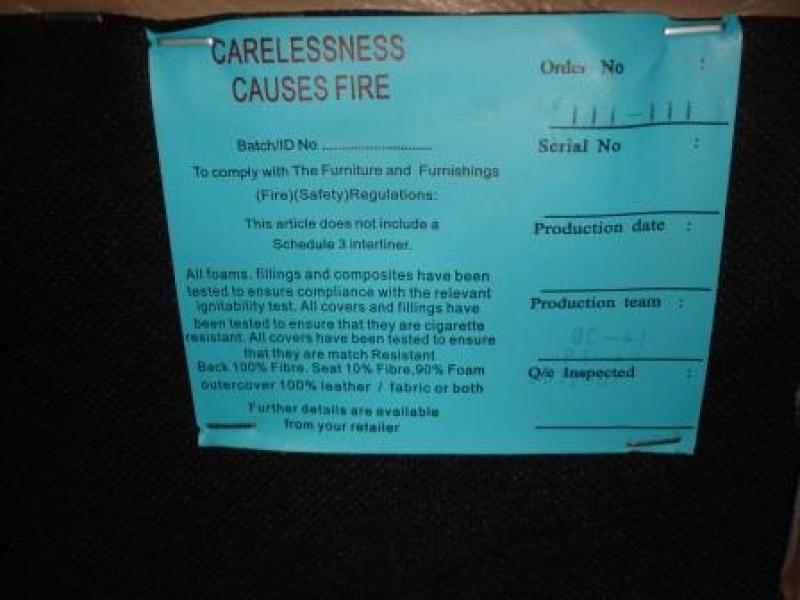 CARELESSNESS
CAUSES FIRE
Batch/ID No ..............................
To comply with The Furniture and Furnishings
(Fire)(Safety)Regulations:
This article does not include a
Schedule 3 interliner.
All foams. fillings and composites have been
tested to ensure compliance with the relevant
ignitability test. All covers and fillings have
been tested to ensure that they are cigarette
resistant. All covers have been tested to ensure
that they are match Resistant
Back 100% Fibre. Seat 10% Fibre,90% Foam
outercover 100% leather / fabric or both
Further details are available
from your retailer
Order No :
111-111
Serial No :
Production date :
Production team :
Q/c Inspected :